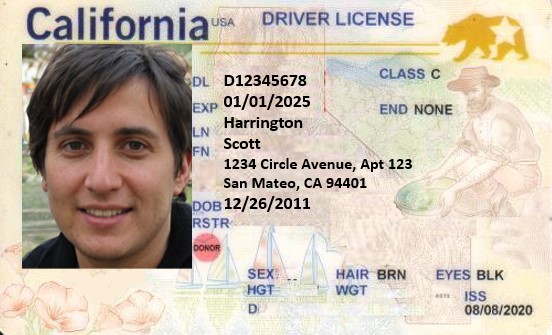 California USA DRIVER LICENSE
DL D12345678 CLASS C
EXP 01/01/2025 END NONE
LN Harrington
FN Scott
1234 Circle Avenue, Apt 123
San Mateo, CA 94401
DOB 12/26/2011
RSTR
DONOR
SEX -- HAIR BRN EYES BLK
HGT WGT ISS
D 08/08/2020